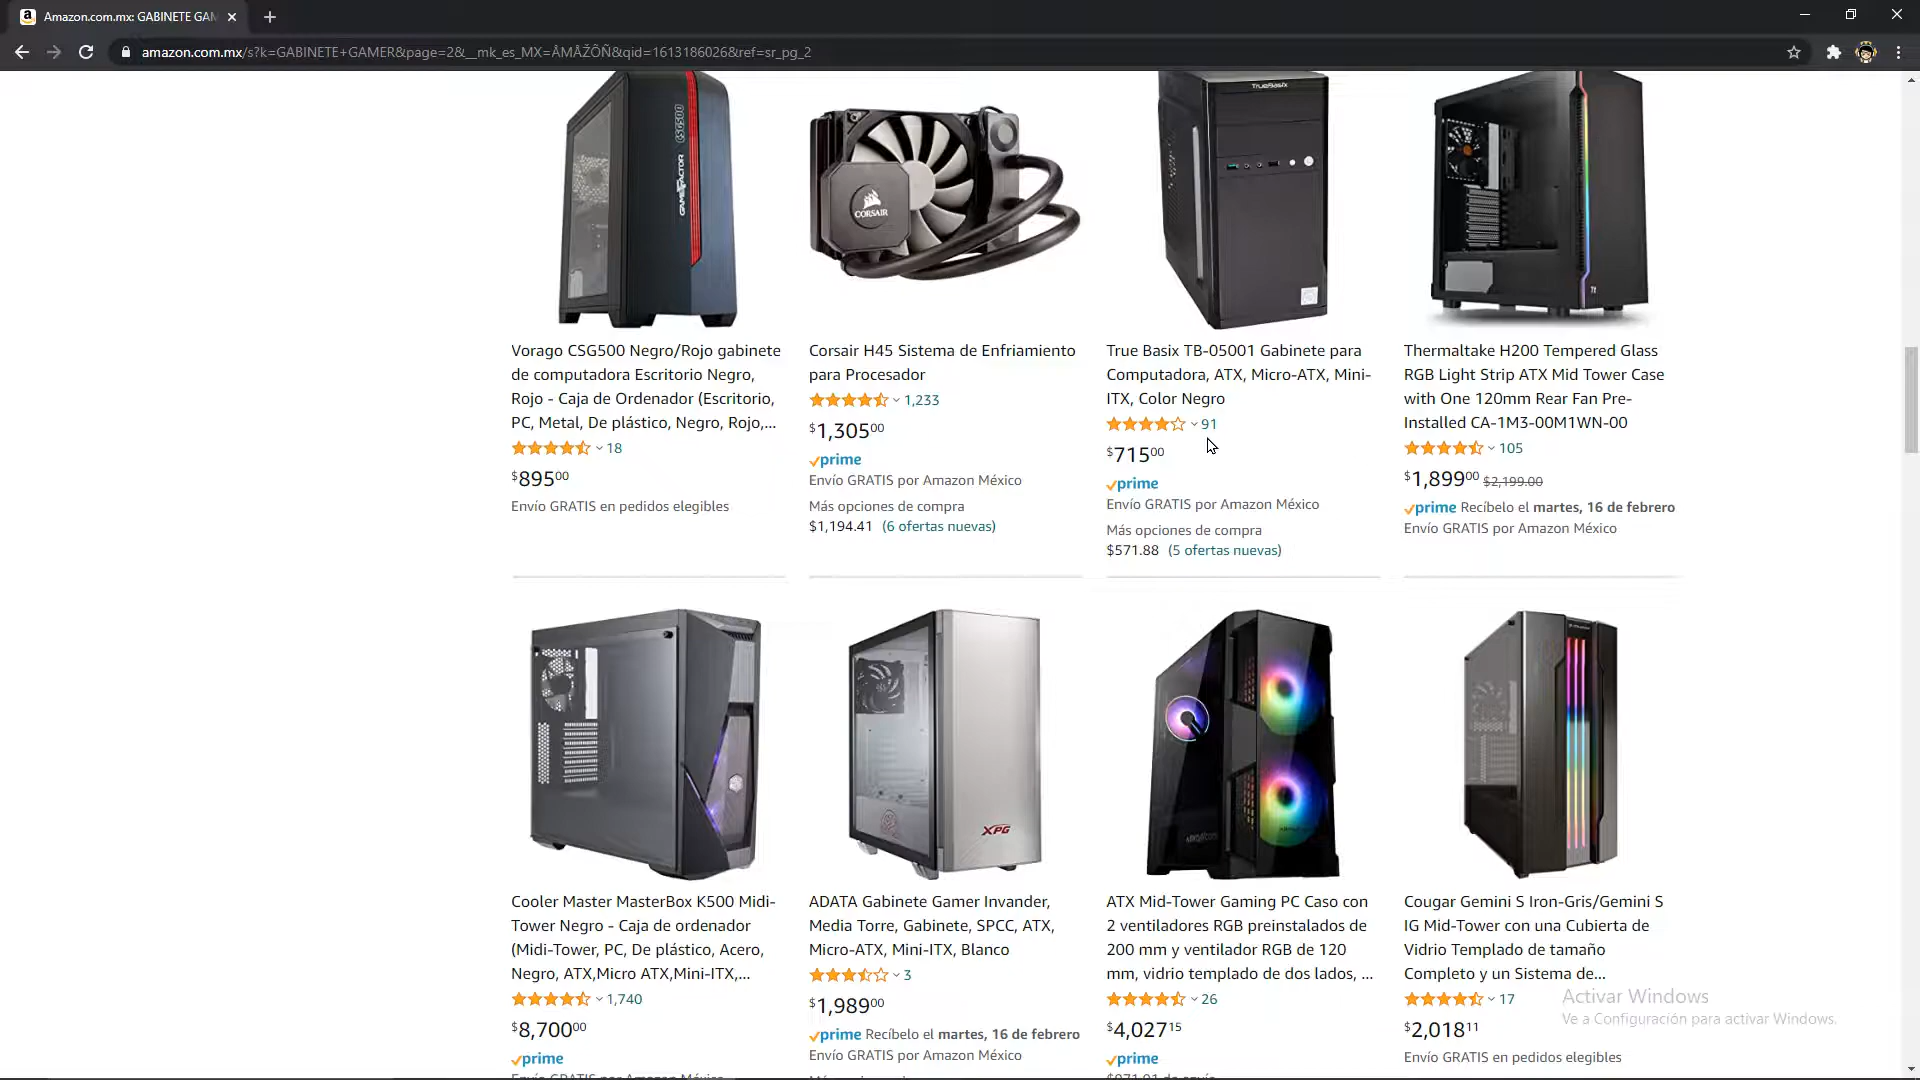 Amazon.com.mx: GABINETE GAM
amazon.com.mx/s?k=GABINETE+GAMER&page=2&__mk_es_MX=ÅMÅŽÕÑ&qid=1613186026&ref=sr_pg_2
CSG500
GAME FACTOR
CORSAIR
TrueBasix
Tt
Vorago CSG500 Negro/Rojo gabinete
de computadora Escritorio Negro,
Rojo - Caja de Ordenador (Escritorio,
PC, Metal, De plástico, Negro, Rojo,...
18
$895.00
Envío GRATIS en pedidos elegibles
Corsair H45 Sistema de Enfriamiento
para Procesador
1,233
$1,305.00
prime
Envío GRATIS por Amazon México
Más opciones de compra
$1,194.41 (6 ofertas nuevas)
True Basix TB-05001 Gabinete para
Computadora, ATX, Micro-ATX, Mini-
ITX, Color Negro
91
$715.00
prime
Envío GRATIS por Amazon México
Más opciones de compra
$571.88 (5 ofertas nuevas)
Thermaltake H200 Tempered Glass
RGB Light Strip ATX Mid Tower Case
with One 120mm Rear Fan Pre-
Installed CA-1M3-00M1WN-00
105
$1,899.00 $2,199.00
prime Recíbelo el martes, 16 de febrero
Envío GRATIS por Amazon México
XPG
Cooler Master MasterBox K500 Midi-
Tower Negro - Caja de ordenador
(Midi-Tower, PC, De plástico, Acero,
Negro, ATX,Micro ATX,Mini-ITX,...
1,740
$8,700.00
prime
Envío GRATIS por Amazon México
ADATA Gabinete Gamer Invander,
Media Torre, Gabinete, SPCC, ATX,
Micro-ATX, Mini-ITX, Blanco
3
$1,989.00
prime Recíbelo el martes, 16 de febrero
Envío GRATIS por Amazon México
ATX Mid-Tower Gaming PC Caso con
2 ventiladores RGB preinstalados de
200 mm y ventilador RGB de 120
mm, vidrio templado de dos lados, ...
26
$4,027.15
prime
Cougar Gemini S Iron-Gris/Gemini S
IG Mid-Tower con una Cubierta de
Vidrio Templado de tamaño
Completo y un Sistema de...
17
$2,018.11
Envío GRATIS en pedidos elegibles
Activar Windows
Ve a Configuración para activar Windows.